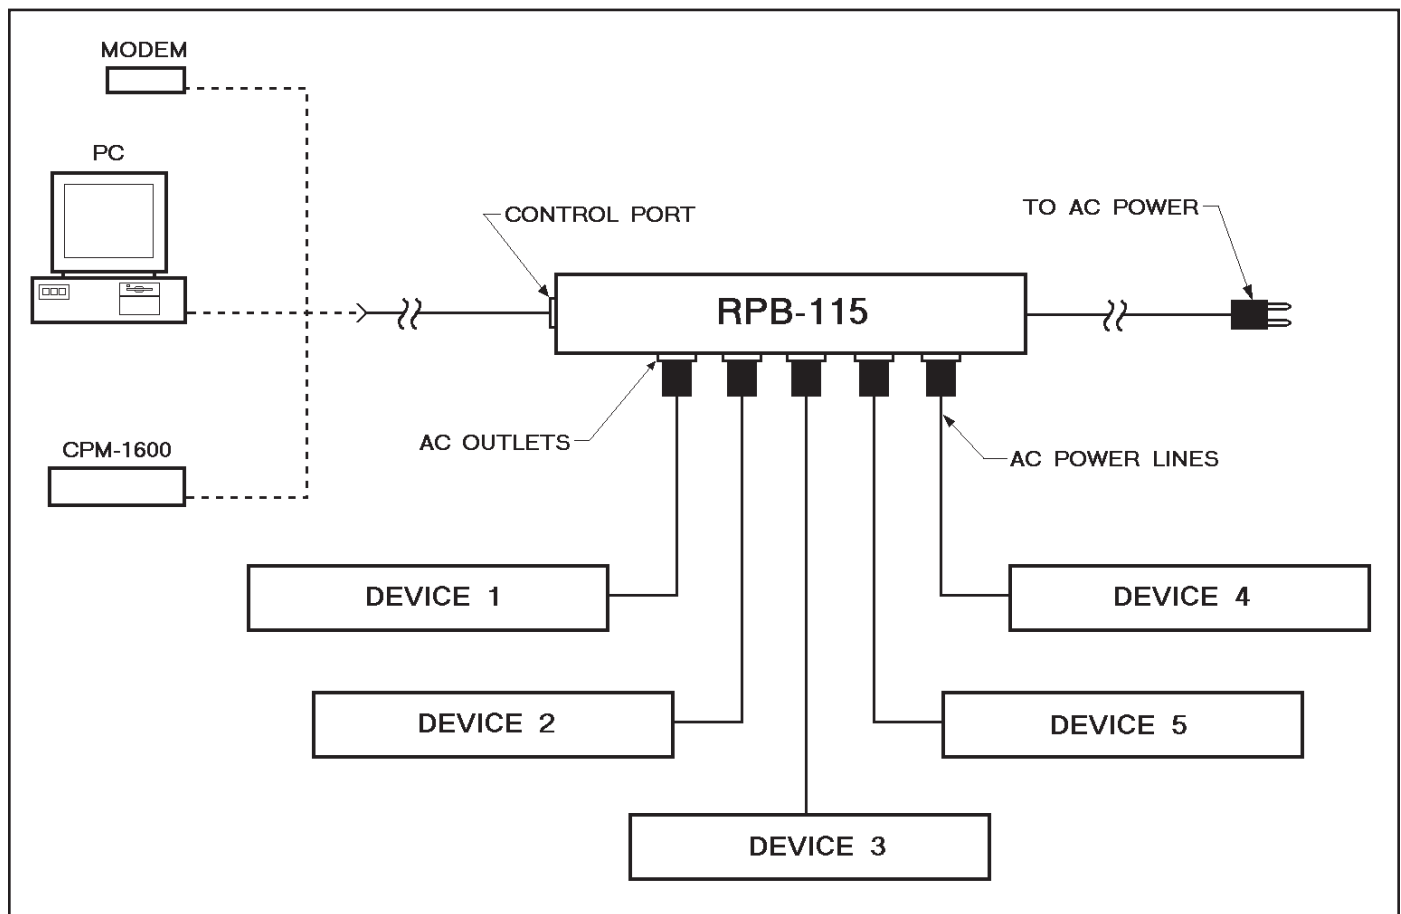 MODEM
PC
CONTROL PORT
TO AC POWER
RPB-115
AC OUTLETS
CPM-1600
AC POWER LINES
DEVICE 1
DEVICE 4
DEVICE 2
DEVICE 5
DEVICE 3